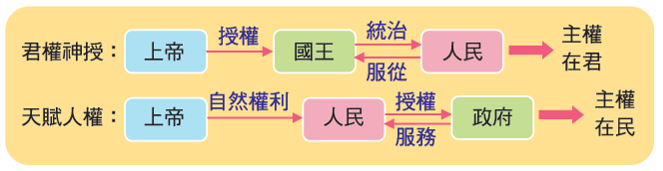 君權神授：上帝 授權 國王 統治 服從 人民 主權在君
天賦人權：上帝 自然權利 人民 授權 服務 政府 主權在民